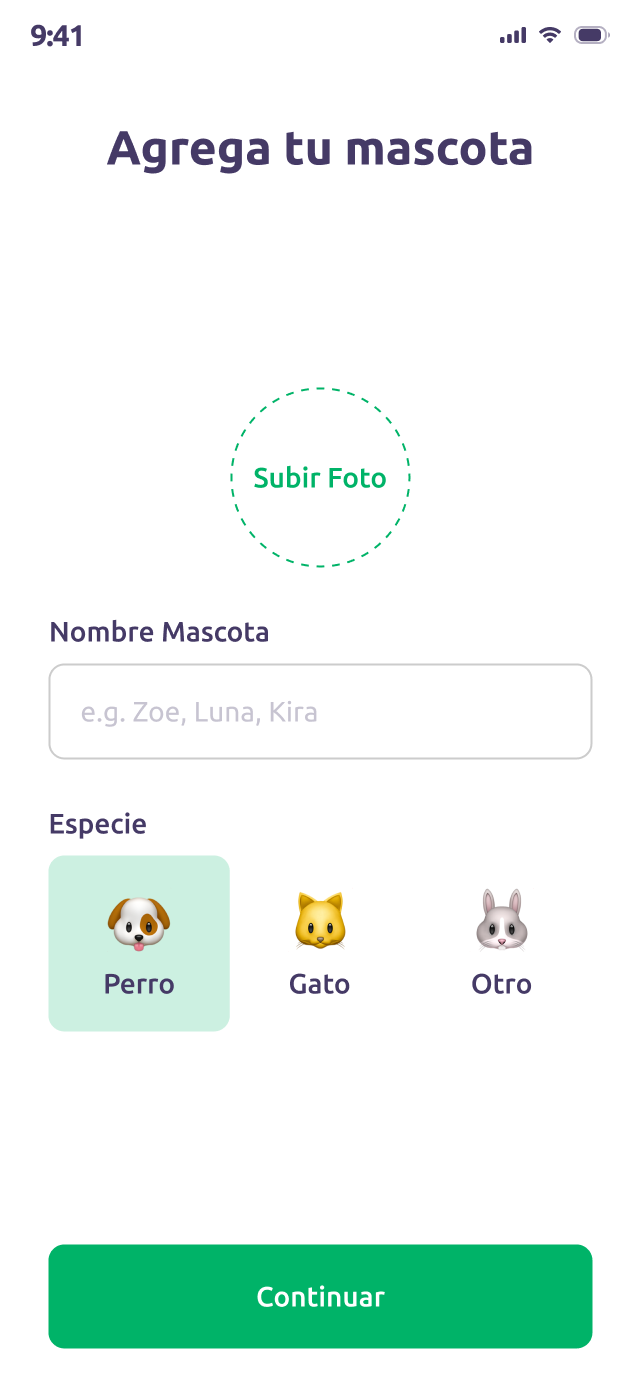 9:41
Agrega tu mascota
Subir Foto
Nombre Mascota
e.g. Zoe, Luna, Kira
Especie
Perro
Gato
Otro
Continuar